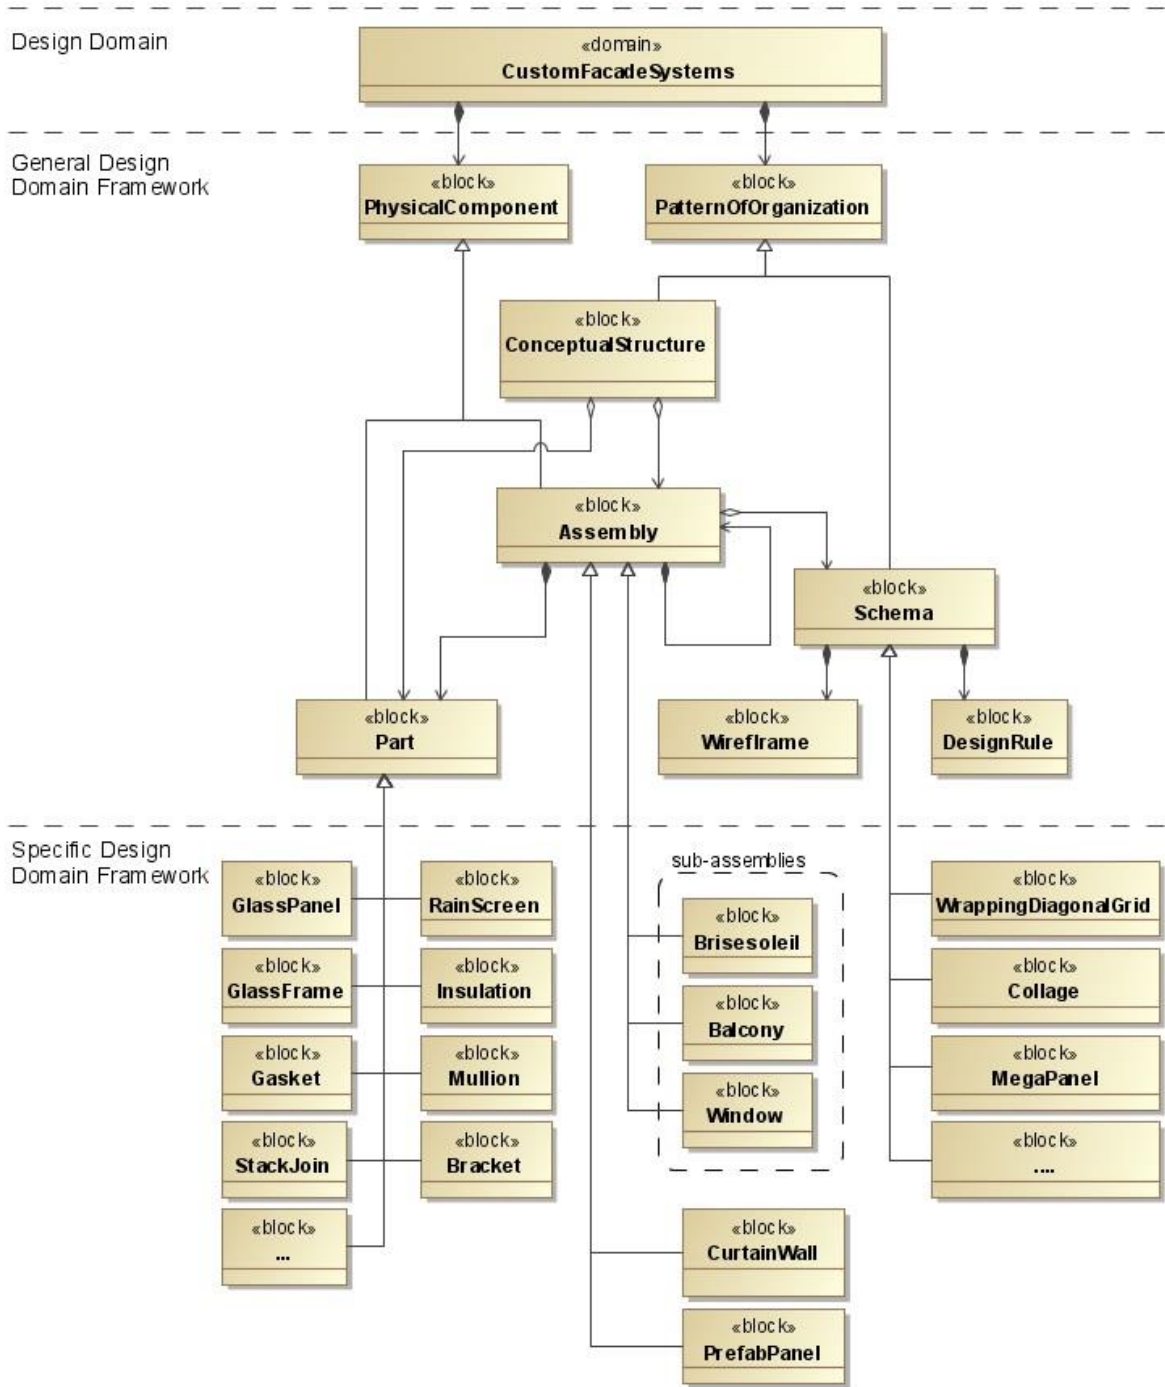 Design Domain
«domain»
CustomFacadeSystems
General Design
Domain Framework
«block»
PhysicalComponent
«block»
PatternOfOrganization
«block»
ConceptualStructure
«block»
Assembly
«block»
Schema
«block»
Part
«block»
Wireframe
«block»
DesignRule
Specific Design
Domain Framework
«block»
GlassPanel
«block»
RainScreen
«block»
GlassFrame
«block»
Insulation
«block»
Gasket
«block»
Mullion
«block»
StackJoin
«block»
Bracket
«block»
...
sub-assemblies
«block»
Brisesoleil
«block»
Balcony
«block»
Window
«block»
CurtainWall
«block»
PrefabPanel
«block»
WrappingDiagonalGrid
«block»
Collage
«block»
MegaPanel
«block»
....